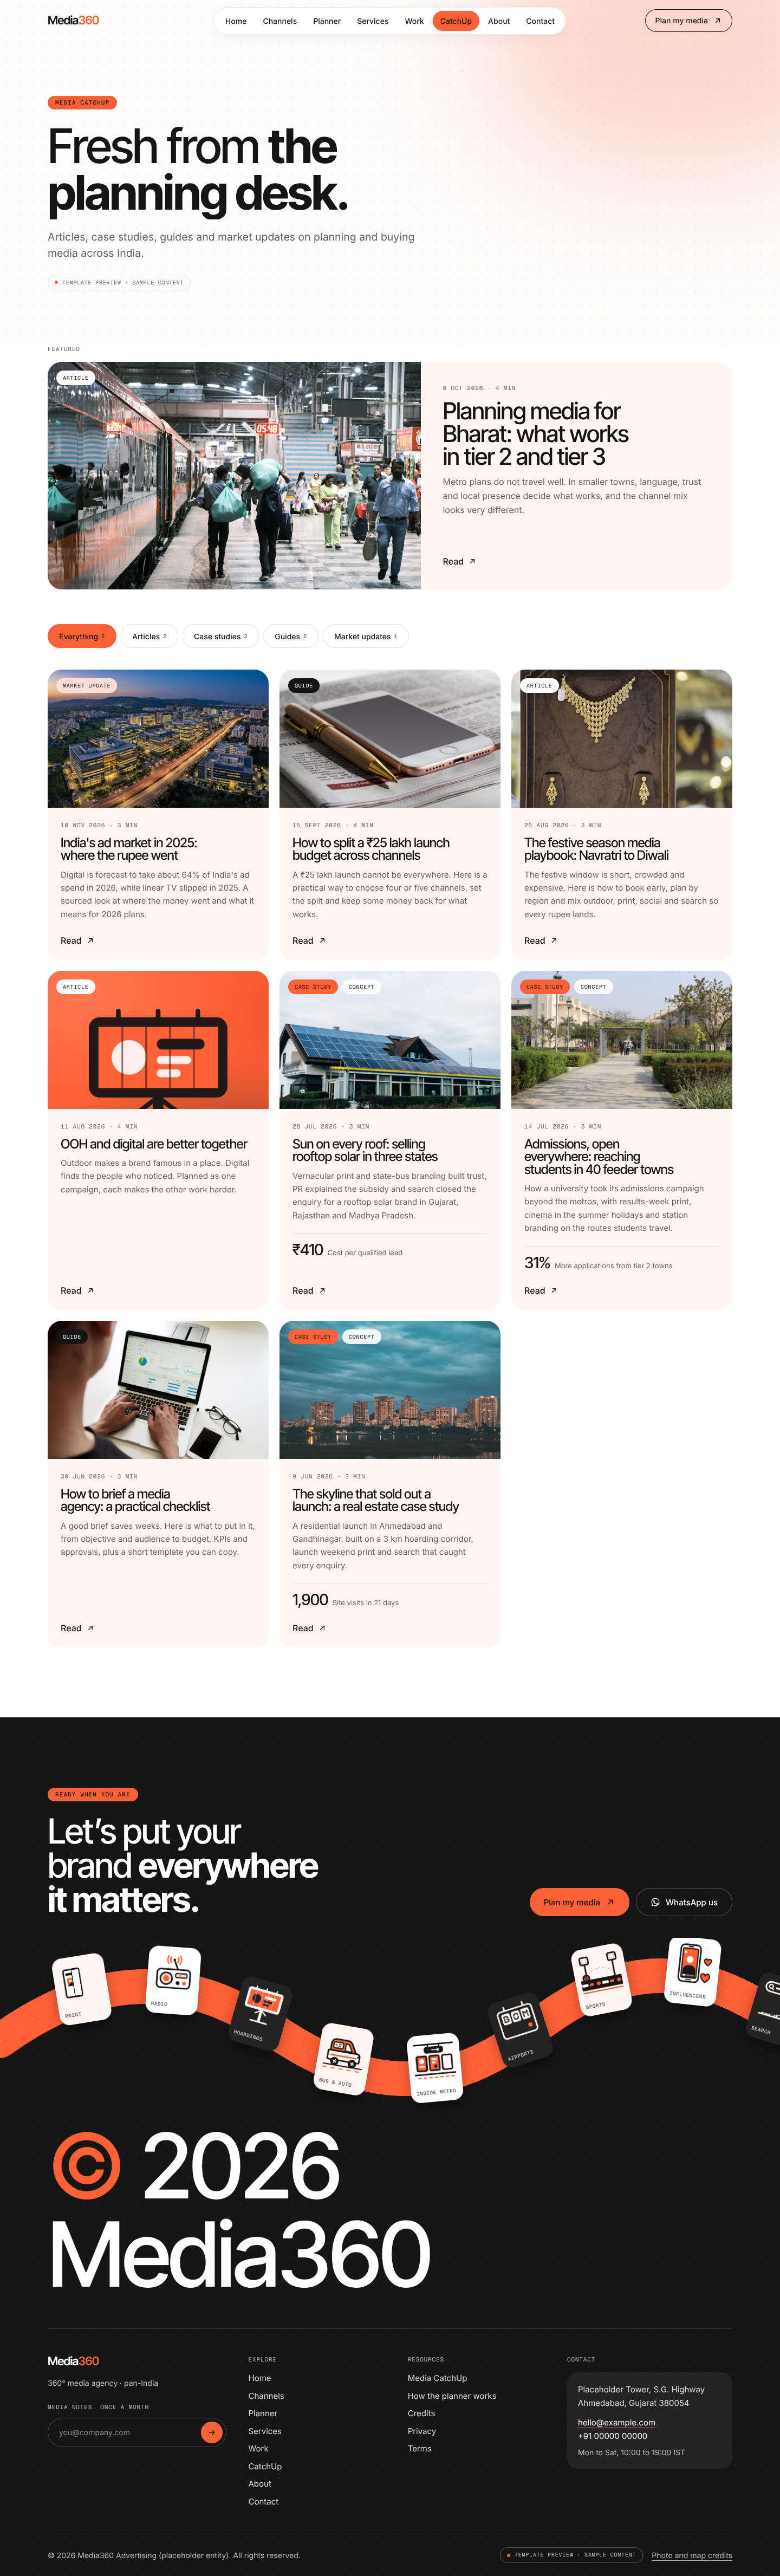 Media360
Home Channels Planner Services Work CatchUp About Contact
Plan my media
MEDIA CATCHUP
Fresh from the
planning desk.
Articles, case studies, guides and market updates on planning and buying
media across India.
TEMPLATE PREVIEW · SAMPLE CONTENT
FEATURED
ARTICLE
05:48
6 OCT 2026 · 4 MIN
Planning media for
Bharat: what works
in tier 2 and tier 3
Metro plans do not travel well. In smaller towns, language, trust
and local presence decide what works, and the channel mix
looks very different.
Read
Everything 8
Articles 2
Case studies 3
Guides 2
Market updates 1
MARKET UPDATE
10 NOV 2026 · 3 MIN
India's ad market in 2025:
where the rupee went
Digital is forecast to take about 64% of India's ad
spend in 2026, while linear TV slipped in 2025. A
sourced look at where the money went and what it
means for 2026 plans.
Read
GUIDE
15 SEPT 2026 · 4 MIN
How to split a ₹25 lakh launch
budget across channels
A ₹25 lakh launch cannot be everywhere. Here is a
practical way to choose four or five channels, set
the split and keep some money back for what
works.
Read
ARTICLE
25 AUG 2026 · 3 MIN
The festive season media
playbook: Navratri to Diwali
The festive window is short, crowded and
expensive. Here is how to book early, plan by
region and mix outdoor, print, social and search so
every rupee lands.
Read
ARTICLE
11 AUG 2026 · 4 MIN
OOH and digital are better together
Outdoor makes a brand famous in a place. Digital
finds the people who noticed. Planned as one
campaign, each makes the other work harder.
Read
CASE STUDY CONCEPT
28 JUL 2026 · 3 MIN
Sun on every roof: selling
rooftop solar in three states
Vernacular print and state-bus branding built trust,
PR explained the subsidy and search closed the
enquiry for a rooftop solar brand in Gujarat,
Rajasthan and Madhya Pradesh.
₹410 Cost per qualified lead
Read
CASE STUDY CONCEPT
14 JUL 2026 · 3 MIN
Admissions, open
everywhere: reaching
students in 40 feeder towns
How a university took its admissions campaign
beyond the metros, with results-week print,
cinema in the summer holidays and station
branding on the routes students travel.
31% More applications from tier 2 towns
Read
GUIDE
30 JUN 2026 · 3 MIN
How to brief a media
agency: a practical checklist
A good brief saves weeks. Here is what to put in it,
from objective and audience to budget, KPIs and
approvals, plus a short template you can copy.
Read
CASE STUDY CONCEPT
9 JUN 2026 · 3 MIN
The skyline that sold out a
launch: a real estate case study
A residential launch in Ahmedabad and
Gandhinagar, built on a 3 km hoarding corridor,
launch weekend print and search that caught
every enquiry.
1,900 Site visits in 21 days
Read
READY WHEN YOU ARE
Let's put your
brand everywhere
it matters.
Plan my media
WhatsApp us
PRINT
RADIO
HOARDINGS
BUS & AUTO
INSIDE METRO
BOM
AIRPORTS
SPORTS
INFLUENCERS
SEARCH
© 2026
Media360
Media360
360° media agency · pan-India
MEDIA NOTES, ONCE A MONTH
you@company.com
EXPLORE
Home
Channels
Planner
Services
Work
CatchUp
About
Contact
RESOURCES
Media CatchUp
How the planner works
Credits
Privacy
Terms
CONTACT
Placeholder Tower, S.G. Highway
Ahmedabad, Gujarat 380054
hello@example.com
+91 00000 00000
Mon to Sat, 10:00 to 19:00 IST
© 2026 Media360 Advertising (placeholder entity). All rights reserved.
TEMPLATE PREVIEW · SAMPLE CONTENT
Photo and map credits